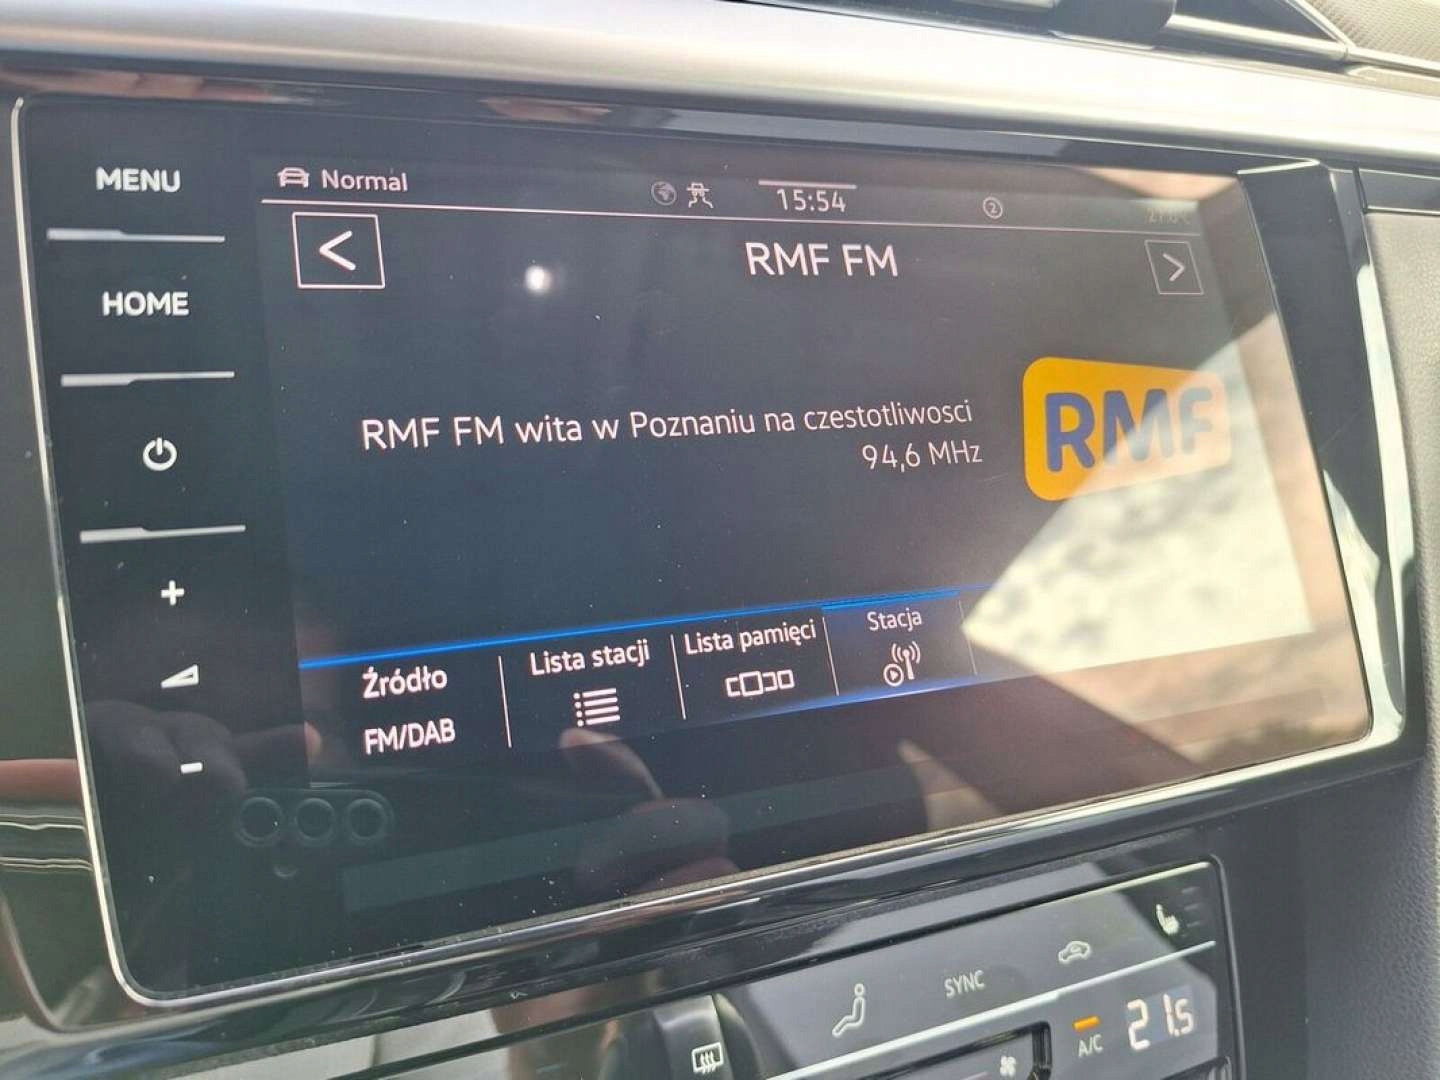 MENU
HOME
Normal
15:54
2
RMF FM
RMF FM wita w Poznaniu na czestotliwosci
94,6 MHz
RMF
Źródło
FM/DAB
Lista stacji
Lista pamięci
Stacja
SYNC
A/C
21.5